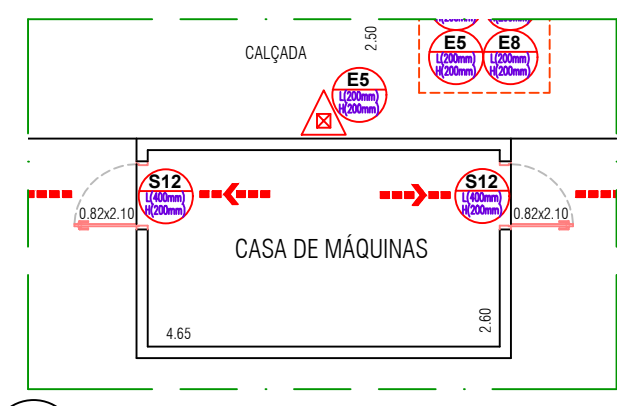 2.50
CALÇADA
E5
L(200mm)
H(200mm)
E8
L(200mm)
H(200mm)
E5
L(200mm)
H(200mm)
S12
L(400mm)
H(200mm)
S12
L(400mm)
H(200mm)
0.82x2.10
0.82x2.10
CASA DE MÁQUINAS
4.65
2.60